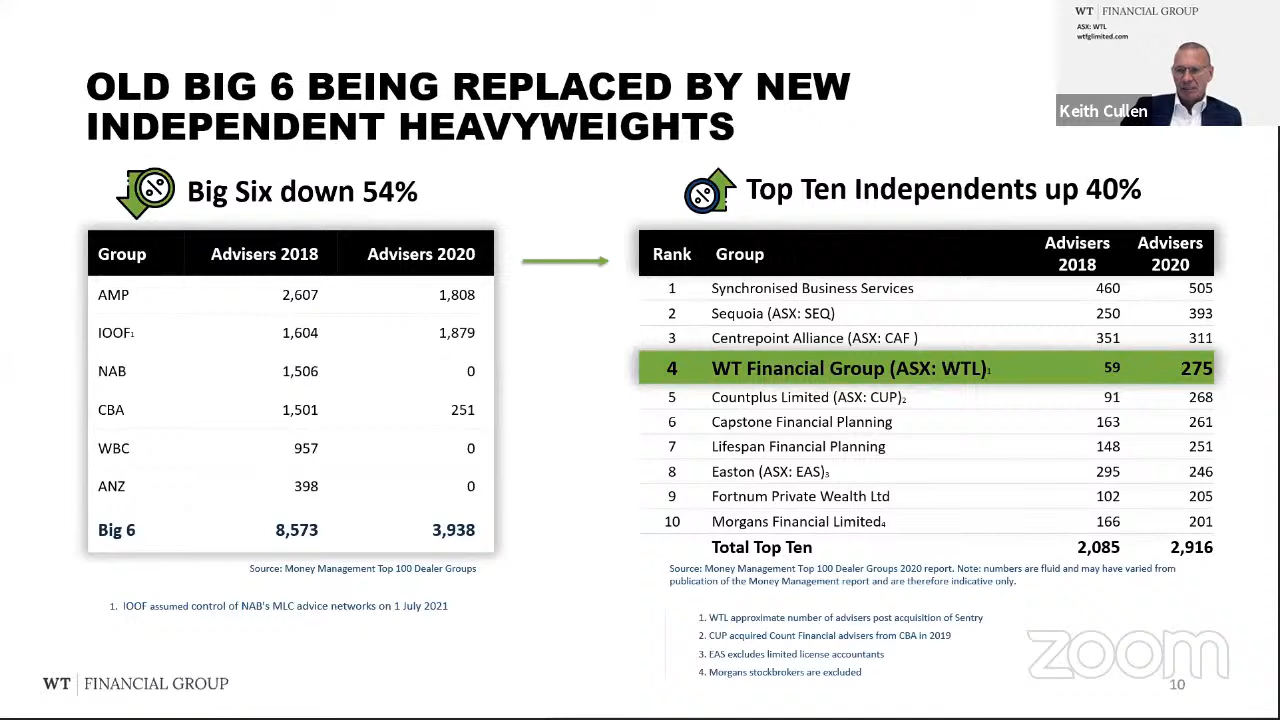 WT | FINANCIAL GROUP
ASX: WTL
wtfglimited.com
Keith Cullen
OLD BIG 6 BEING REPLACED BY NEW
INDEPENDENT HEAVYWEIGHTS
Big Six down 54%
Group Advisers 2018 Advisers 2020
AMP 2,607 1,808
IOOF1 1,604 1,879
NAB 1,506 0
CBA 1,501 251
WBC 957 0
ANZ 398 0
Big 6 8,573 3,938
Source: Money Management Top 100 Dealer Groups
1. IOOF assumed control of NAB's MLC advice networks on 1 July 2021
Top Ten Independents up 40%
Rank Group Advisers 2018 Advisers 2020
1 Synchronised Business Services 460 505
2 Sequoia (ASX: SEQ) 250 393
3 Centrepoint Alliance (ASX: CAF ) 351 311
4 WT Financial Group (ASX: WTL)1 59 275
5 Countplus Limited (ASX: CUP)2 91 268
6 Capstone Financial Planning 163 261
7 Lifespan Financial Planning 148 251
8 Easton (ASX: EAS)3 295 246
9 Fortnum Private Wealth Ltd 102 205
10 Morgans Financial Limited4 166 201
Total Top Ten 2,085 2,916
Source: Money Management Top 100 Dealer Groups 2020 report. Note: numbers are fluid and may have varied from
publication of the Money Management report and are therefore indicative only.
1. WTL approximate number of advisers post acquisition of Sentry
2. CUP acquired Count Financial advisers from CBA in 2019
3. EAS excludes limited license accountants
4. Morgans stockbrokers are excluded
WT | FINANCIAL GROUP
zoom
10